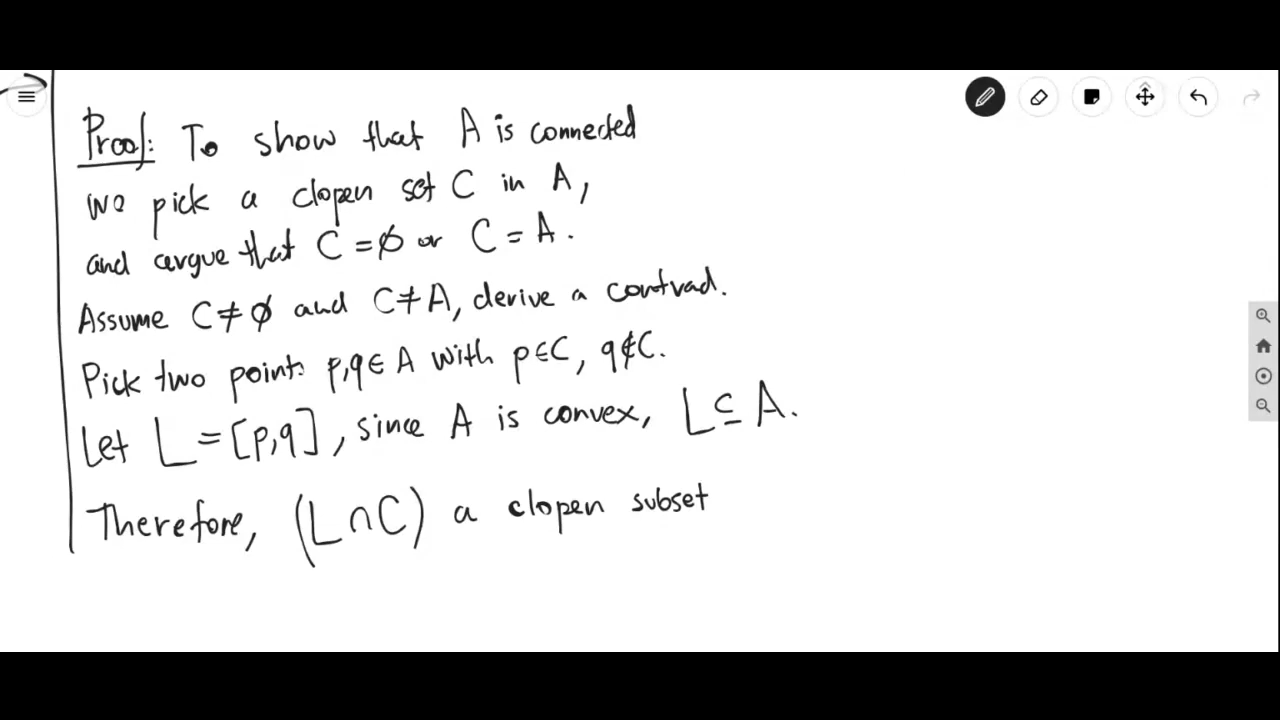 Proof: To show that A is connected
we pick a clopen set C in A,
and argue that C = ∅ or C = A.
Assume C ≠ ∅ and C ≠ A, derive a contrad.
Pick two points p,q ∈ A with p ∈ C, q ∉ C.
Let L = [p,q], since A is convex, L ⊆ A.
Therefore, (L ∩ C) a clopen subset